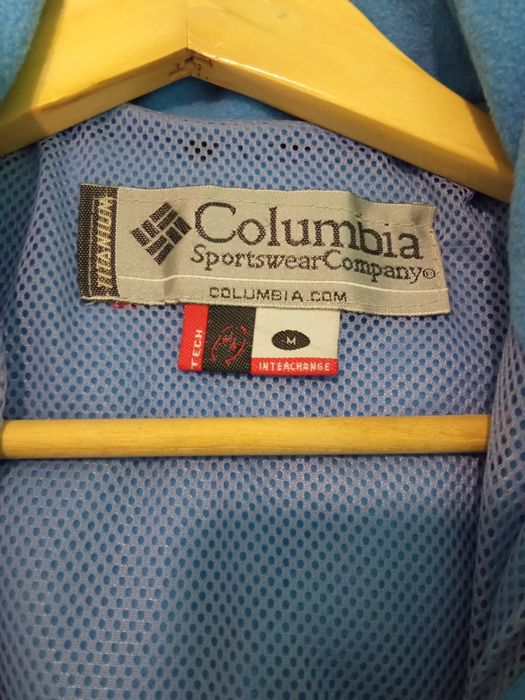 TITANIUM
Columbia
SportswearCompany®
COLUMBIA.COM
TECH
M
INTERCHANGE